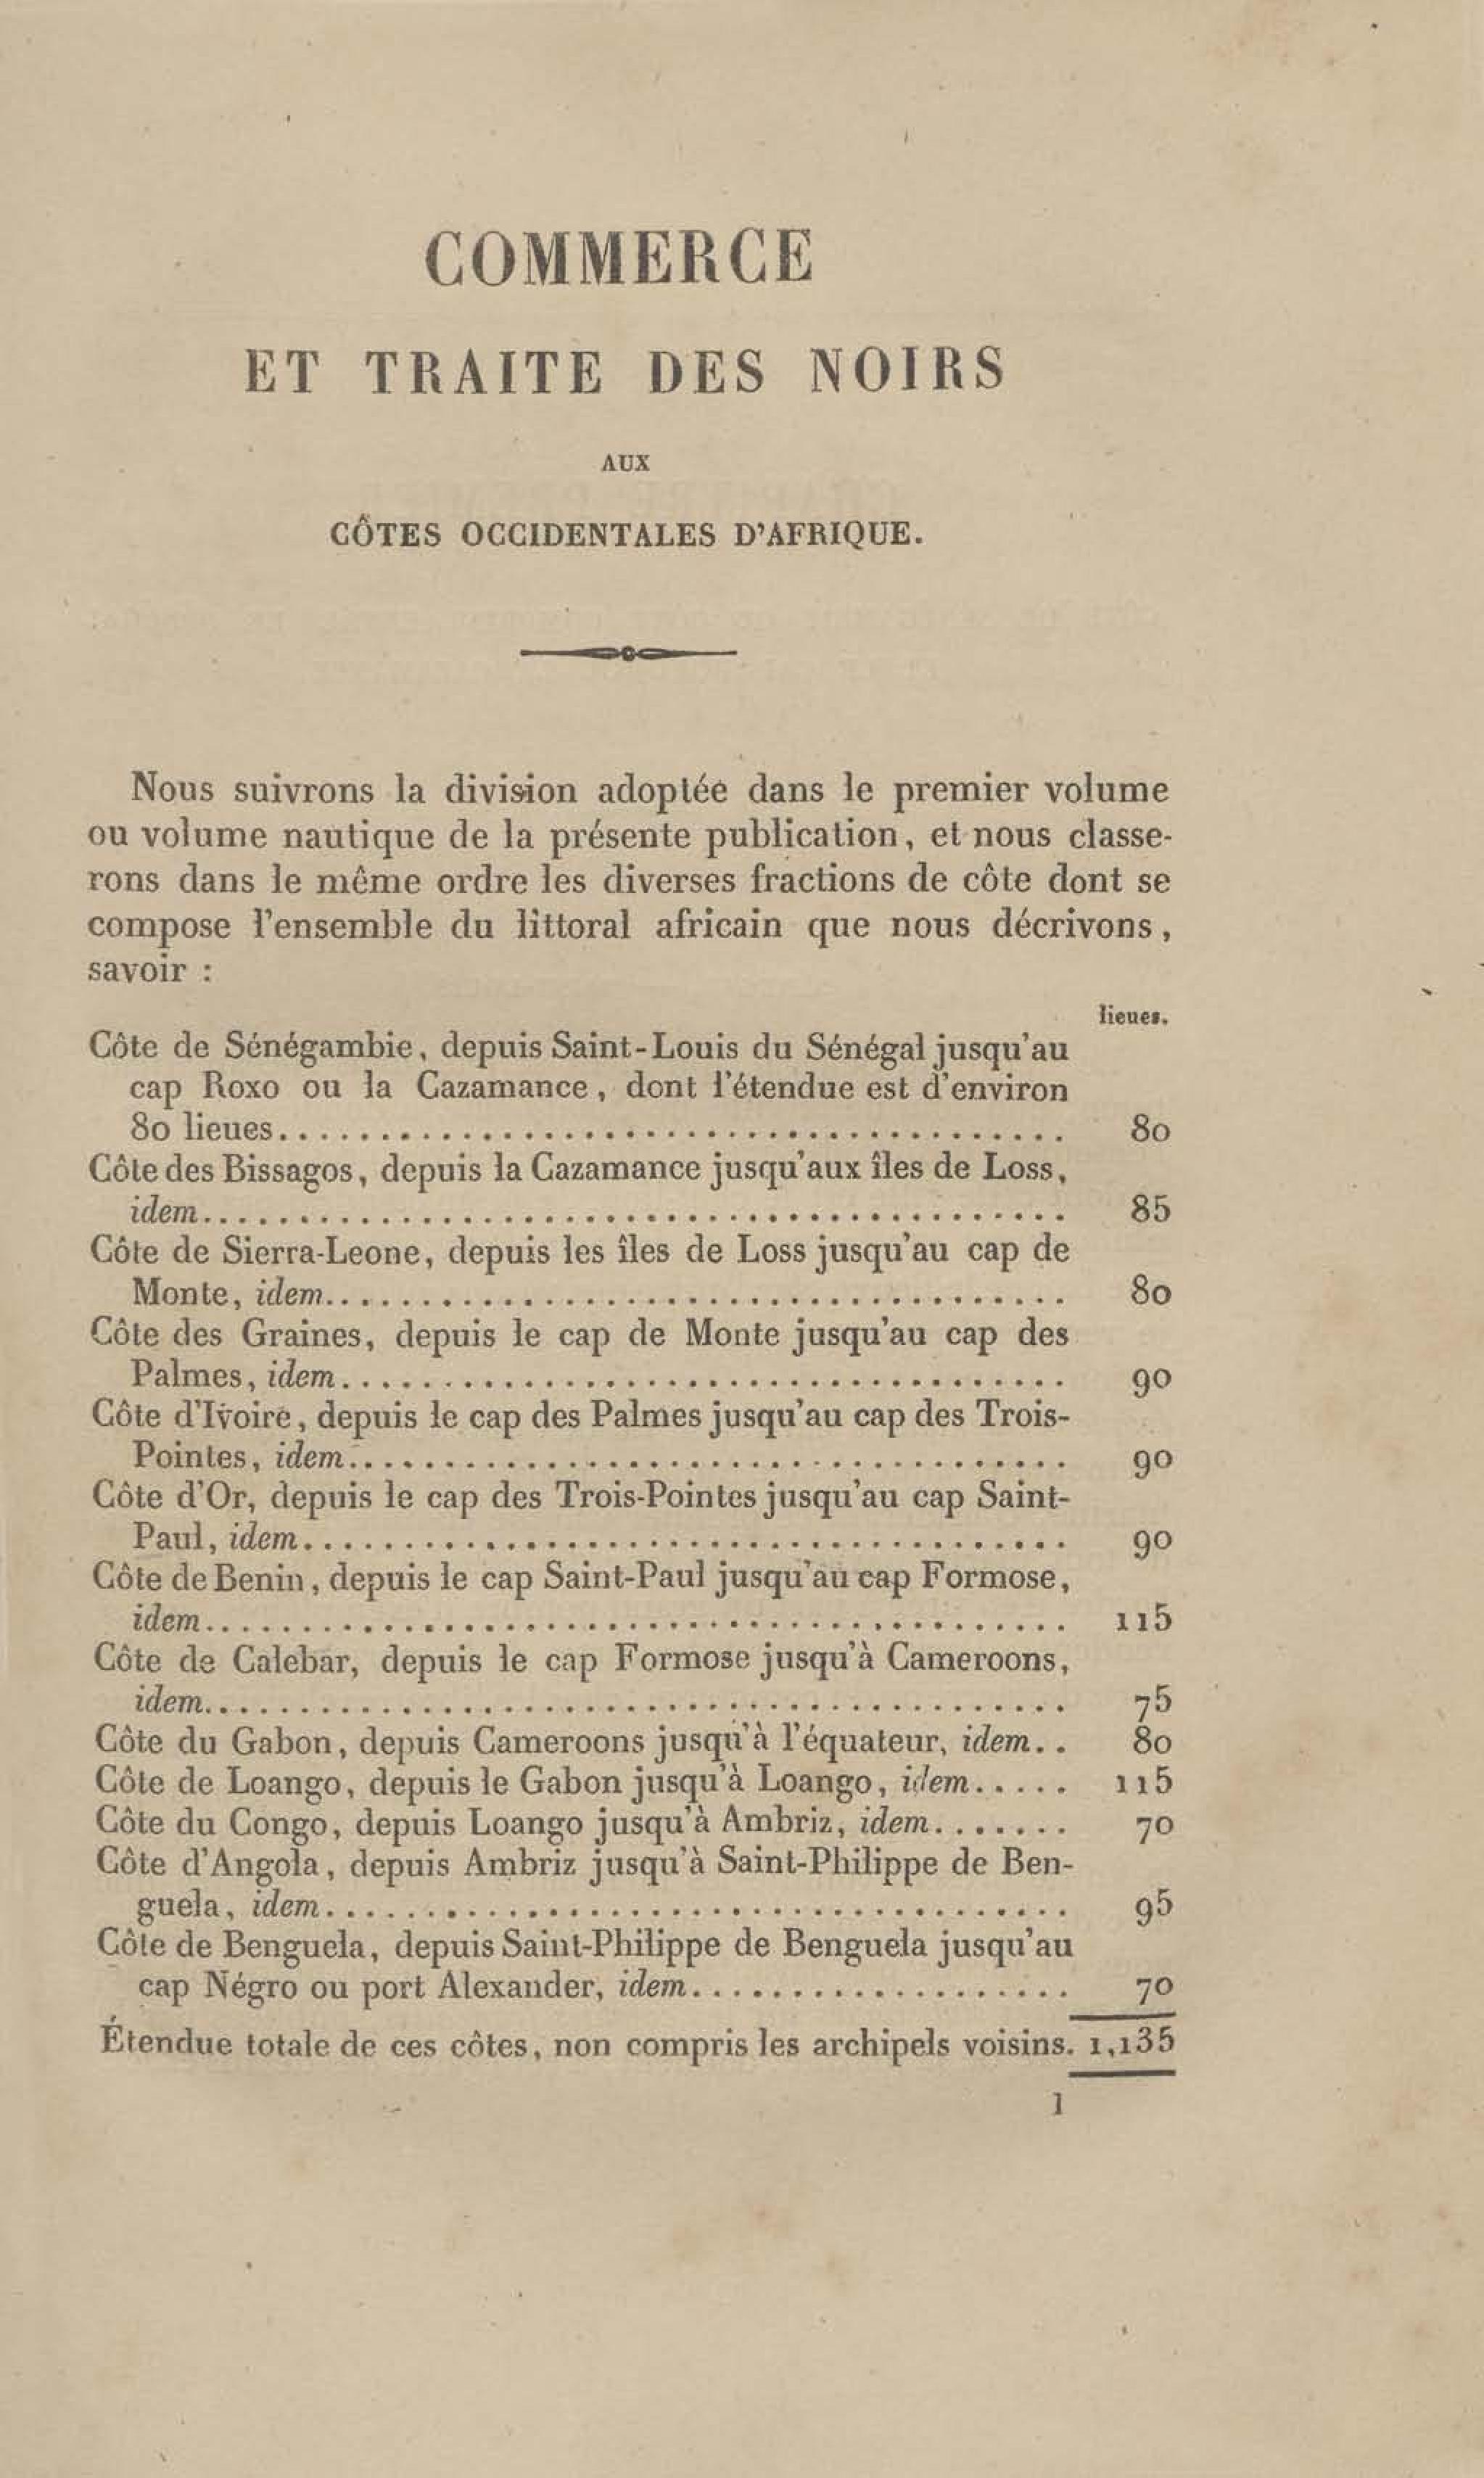 COMMERCE
ET TRAITE DES NOIRS
AUX
CÔTES OCCIDENTALES D'AFRIQUE.
Nous suivrons la division adoptée dans le premier volume
ou volume nautique de la présente publication, et nous classe-
rons dans le même ordre les diverses fractions de côte dont se
compose l'ensemble du littoral africain que nous décrivons,
savoir :
lieues.
Côte de Sénégambie, depuis Saint-Louis du Sénégal jusqu'au
cap Roxo ou la Cazamance, dont l'étendue est d'environ
80 lieues........................................ 80
Côte des Bissagos, depuis la Cazamance jusqu'aux îles de Loss,
idem............................................ 85
Côte de Sierra-Leone, depuis les îles de Loss jusqu'au cap de
Monte, idem..................................... 80
Côte des Graines, depuis le cap de Monte jusqu'au cap des
Palmes, idem.................................... 90
Côte d'Ivoire, depuis le cap des Palmes jusqu'au cap des Trois-
Pointes, idem.................................... 90
Côte d'Or, depuis le cap des Trois-Pointes jusqu'au cap Saint-
Paul, idem....................................... 90
Côte de Benin, depuis le cap Saint-Paul jusqu'au cap Formose,
idem............................................ 115
Côte de Calebar, depuis le cap Formose jusqu'à Cameroons,
idem............................................ 75
Côte du Gabon, depuis Cameroons jusqu'à l'équateur, idem.. 80
Côte de Loango, depuis le Gabon jusqu'à Loango, idem..... 115
Côte du Congo, depuis Loango jusqu'à Ambriz, idem....... 70
Côte d'Angola, depuis Ambriz jusqu'à Saint-Philippe de Ben-
guela, idem...................................... 95
Côte de Benguela, depuis Saint-Philippe de Benguela jusqu'au
cap Négro ou port Alexander, idem................... 70
Étendue totale de ces côtes, non compris les archipels voisins. 1,135
1